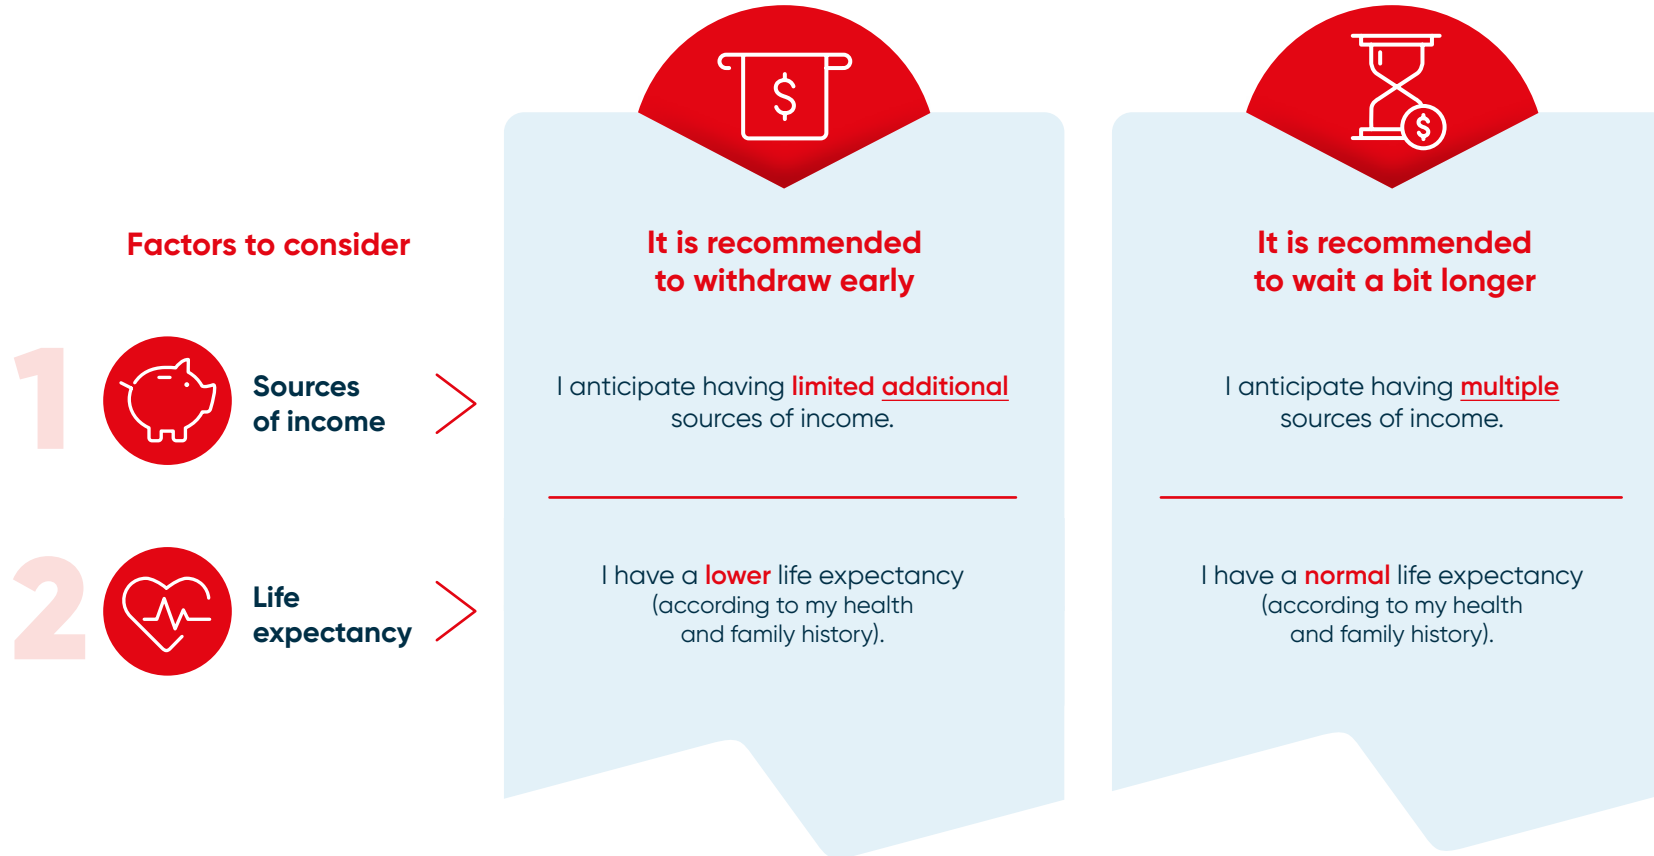 Factors to consider
It is recommended
to withdraw early
It is recommended
to wait a bit longer
1
Sources
of income
I anticipate having limited additional
sources of income.
I anticipate having multiple
sources of income.
2
Life
expectancy
I have a lower life expectancy
(according to my health
and family history).
I have a normal life expectancy
(according to my health
and family history).
$
$